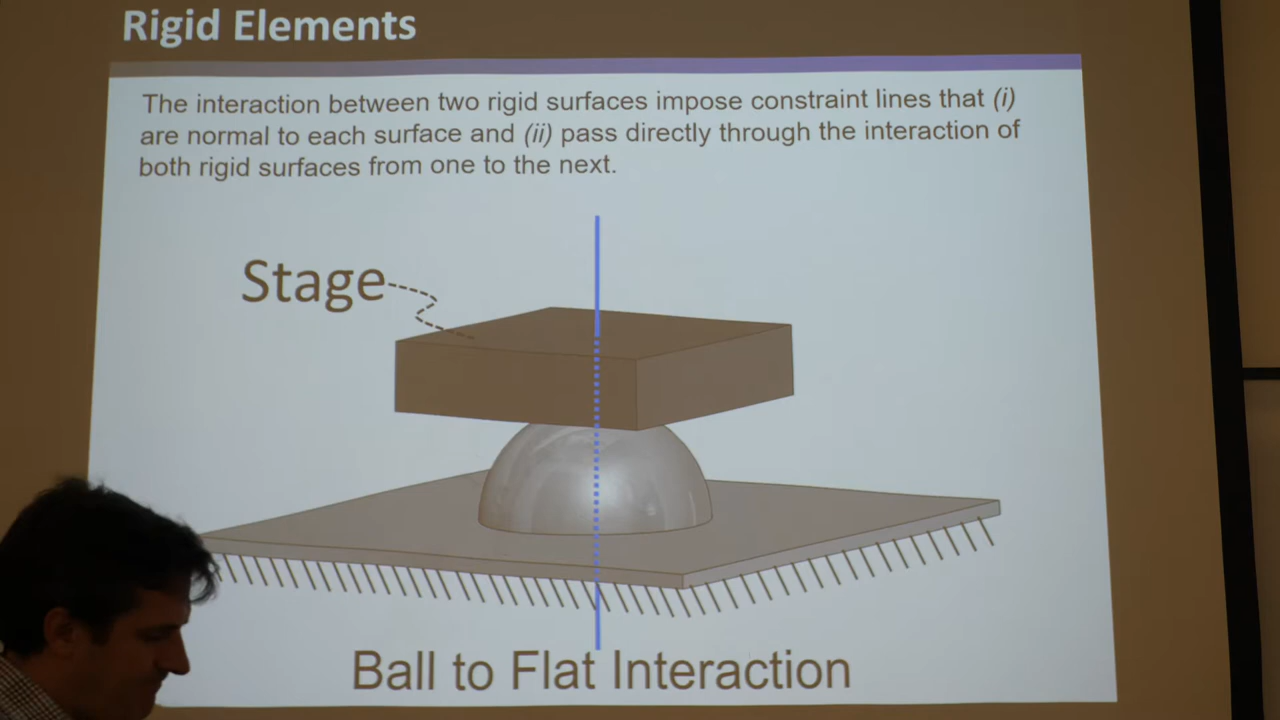 Rigid Elements
The interaction between two rigid surfaces impose constraint lines that (i)
are normal to each surface and (ii) pass directly through the interaction of
both rigid surfaces from one to the next.
Stage
Ball to Flat Interaction